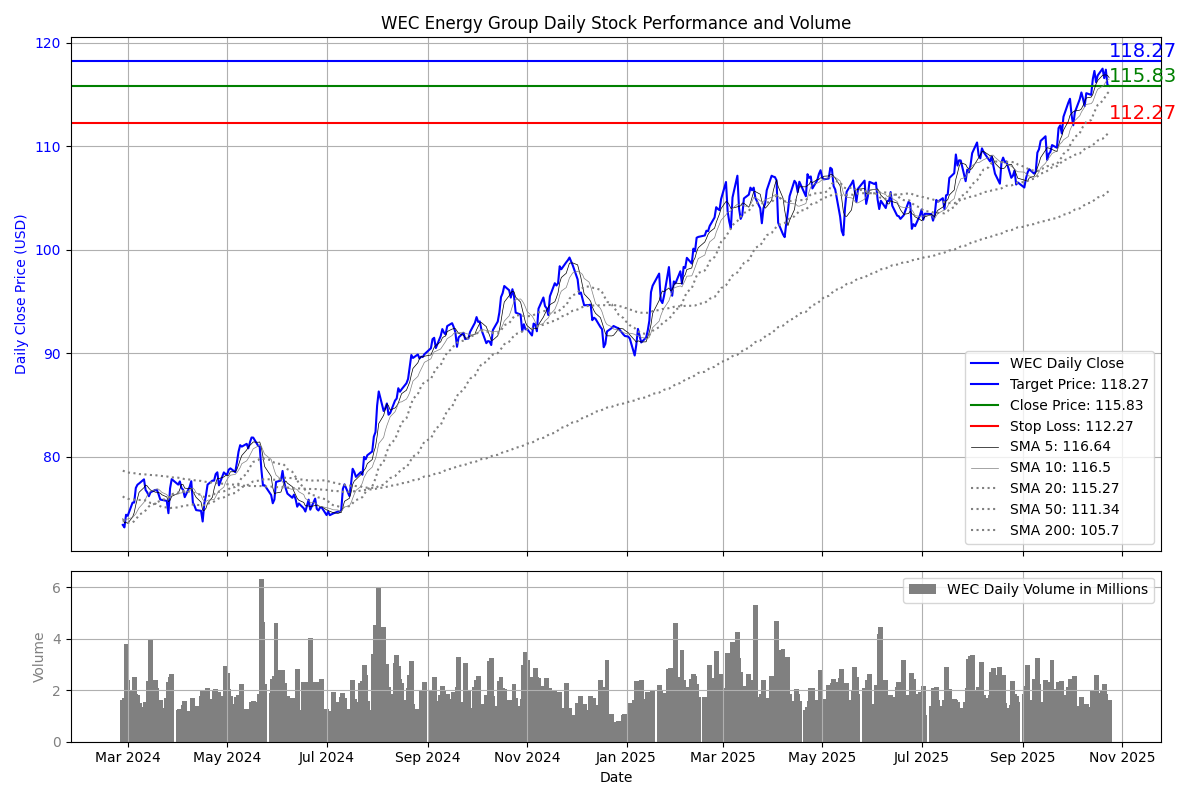 WEC Energy Group Daily Stock Performance and Volume
120
110
100
90
80
Daily Close Price (USD)
118.27
115.83
112.27
WEC Daily Close
Target Price: 118.27
Close Price: 115.83
Stop Loss: 112.27
SMA 5: 116.64
SMA 10: 116.5
SMA 20: 115.27
SMA 50: 111.34
SMA 200: 105.7
6
4
2
0
Volume
WEC Daily Volume in Millions
Mar 2024 May 2024 Jul 2024 Sep 2024 Nov 2024 Jan 2025 Mar 2025 May 2025 Jul 2025 Sep 2025 Nov 2025
Date